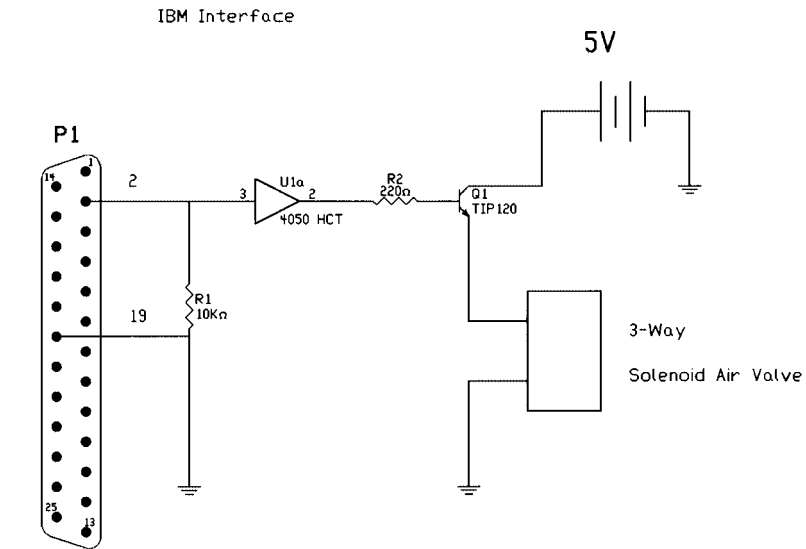 IBM Interface
5V
P1
1
14
2
3
U1a
2
4050 HCT
R2
220Ω
Q1
TIP120
R1
10KΩ
19
3-Way
Solenoid Air Valve
25
13